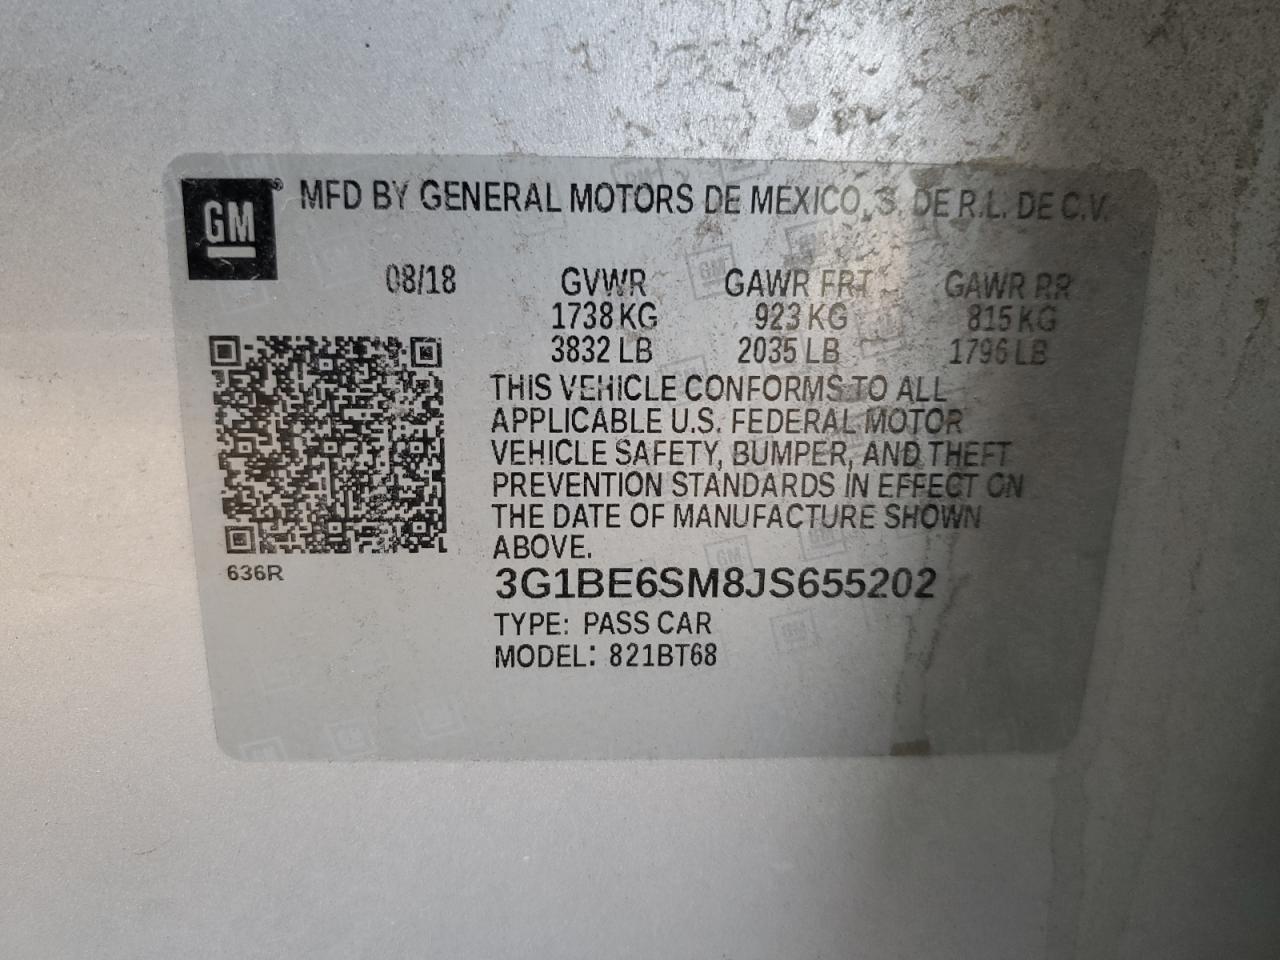 GM
MFD BY GENERAL MOTORS DE MEXICO, S. DE R.L. DE C.V.
08/18 GVWR GAWR FRT GAWR RR
1738 KG 923 KG 815 KG
3832 LB 2035 LB 1796 LB
THIS VEHICLE CONFORMS TO ALL
APPLICABLE U.S. FEDERAL MOTOR
VEHICLE SAFETY, BUMPER, AND THEFT
PREVENTION STANDARDS IN EFFECT ON
THE DATE OF MANUFACTURE SHOWN
ABOVE.
636R
3G1BE6SM8JS655202
TYPE: PASS CAR
MODEL: 821BT68